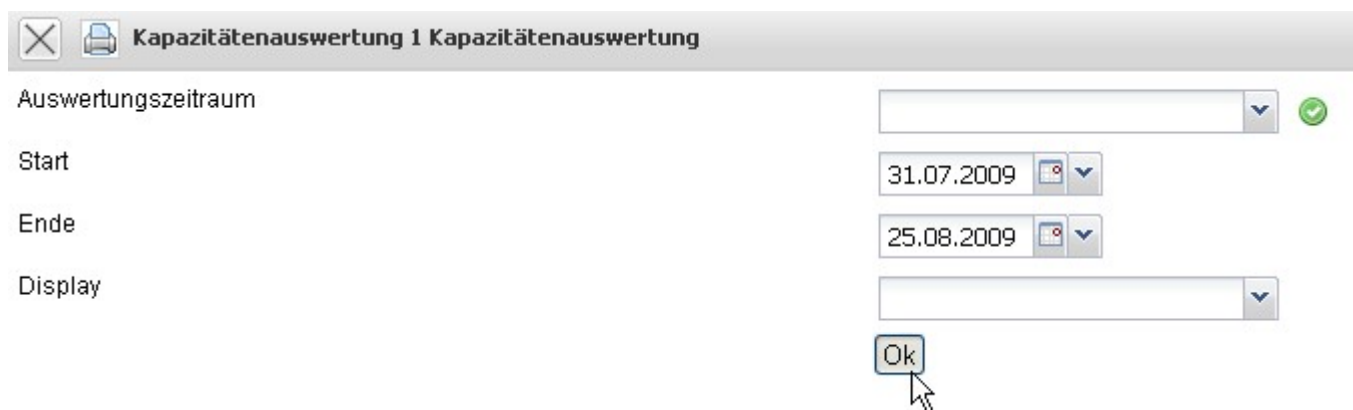 Kapazitätenauswertung 1 Kapazitätenauswertung
Auswertungszeitraum
Start 31.07.2009
Ende 25.08.2009
Display
Ok